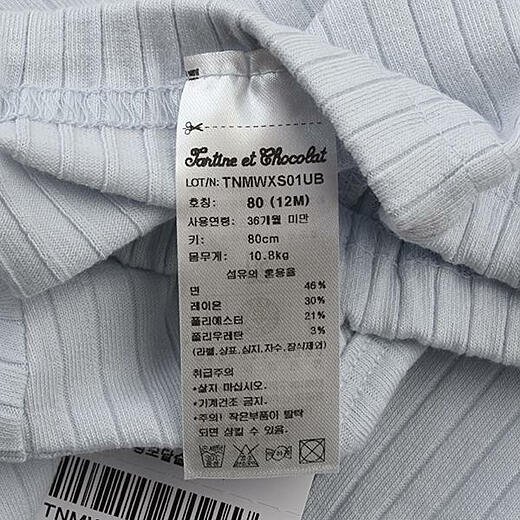 Tartine et Chocolat
LOT/N: TNMWXS01UB
호칭: 80 (12M)
사용연령: 36개월 미만
키: 80cm
몸무게: 10.8kg
섬유의 혼용율
면 46%
레이온 30%
폴리에스터 21%
폴리우레탄 3%
(라벨, 상표, 심지, 자수, 장식제외)
취급주의
*삶지 마십시오.
*기계건조 금지.
*주의! 작은부품이 탈락
되면 삼킬 수 있음.